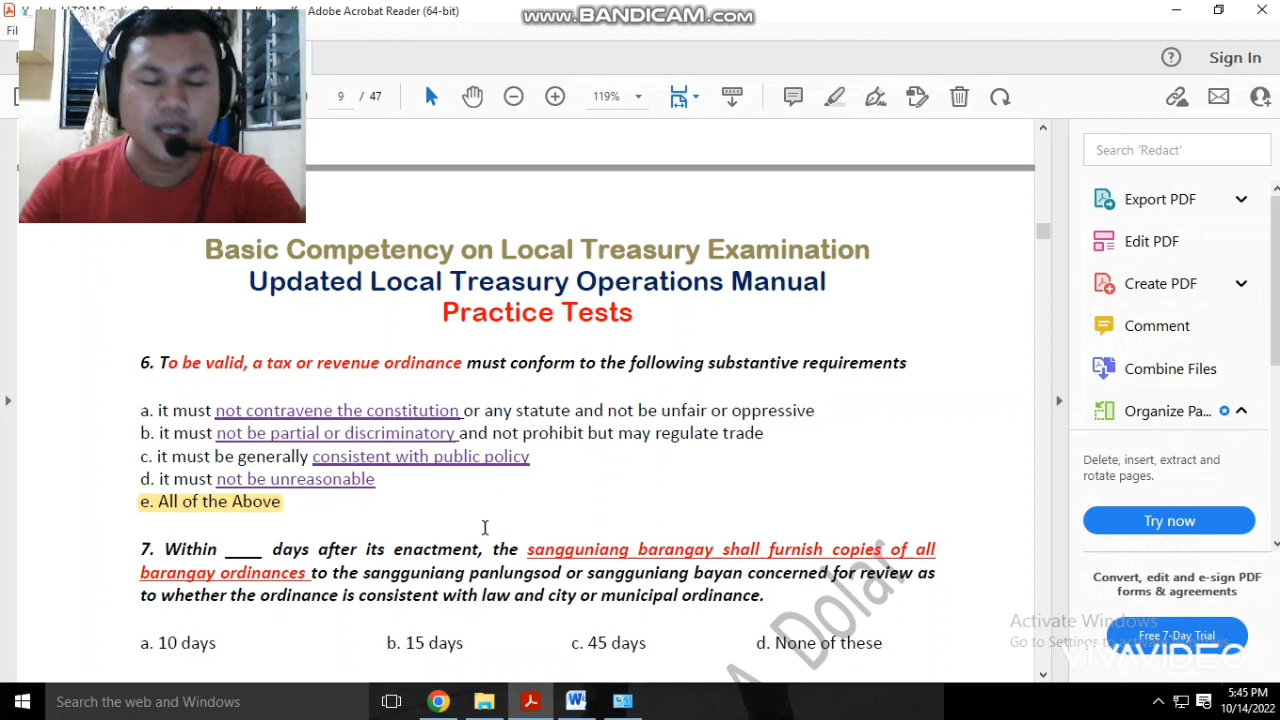 Adobe Acrobat Reader (64-bit)
www.BANDICAM.com
Sign In
9 / 47
119%
Search 'Redact'
Export PDF
Edit PDF
Create PDF
Comment
Combine Files
Organize Pa...
Delete, insert, extract and
rotate pages.
Try now
Convert, edit and e-sign PDF
forms & agreements
Free 7-Day Trial
Basic Competency on Local Treasury Examination
Updated Local Treasury Operations Manual
Practice Tests
6. To be valid, a tax or revenue ordinance must conform to the following substantive requirements
a. it must not contravene the constitution or any statute and not be unfair or oppressive
b. it must not be partial or discriminatory and not prohibit but may regulate trade
c. it must be generally consistent with public policy
d. it must not be unreasonable
e. All of the Above
7. Within ____ days after its enactment, the sangguniang barangay shall furnish copies of all
barangay ordinances to the sangguniang panlungsod or sangguniang bayan concerned for review as
to whether the ordinance is consistent with law and city or municipal ordinance.
a. 10 days b. 15 days c. 45 days d. None of these
A. Dollar
Activate Windows
Go to Settings to activate Windows.
VIVAVIDEO
Search the web and Windows
5:45 PM
10/14/2022